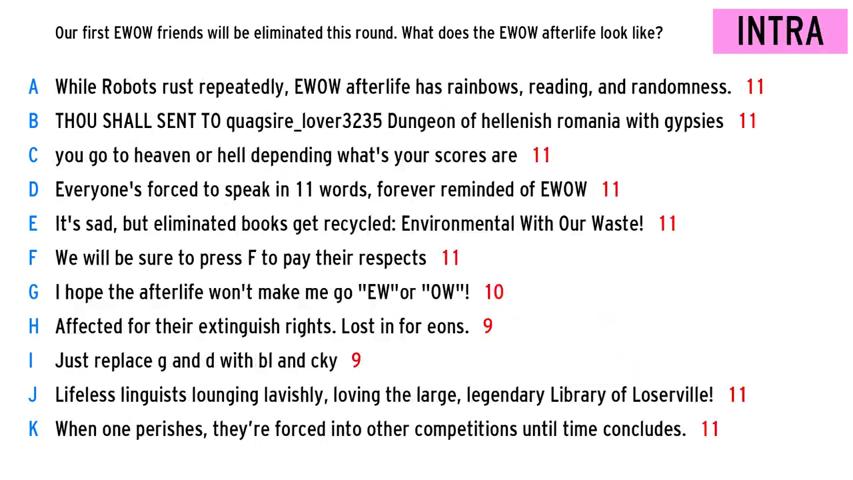 Our first EWOW friends will be eliminated this round. What does the EWOW afterlife look like?
INTRA
A While Robots rust repeatedly, EWOW afterlife has rainbows, reading, and randomness. 11
B THOU SHALL SENT TO quagsire_lover3235 Dungeon of hellenish romania with gypsies 11
C you go to heaven or hell depending what's your scores are 11
D Everyone's forced to speak in 11 words, forever reminded of EWOW 11
E It's sad, but eliminated books get recycled: Environmental With Our Waste! 11
F We will be sure to press F to pay their respects 11
G I hope the afterlife won't make me go "EW"or "OW"! 10
H Affected for their extinguish rights. Lost in for eons. 9
I Just replace g and d with bl and cky 9
J Lifeless linguists lounging lavishly, loving the large, legendary Library of Loserville! 11
K When one perishes, they’re forced into other competitions until time concludes. 11